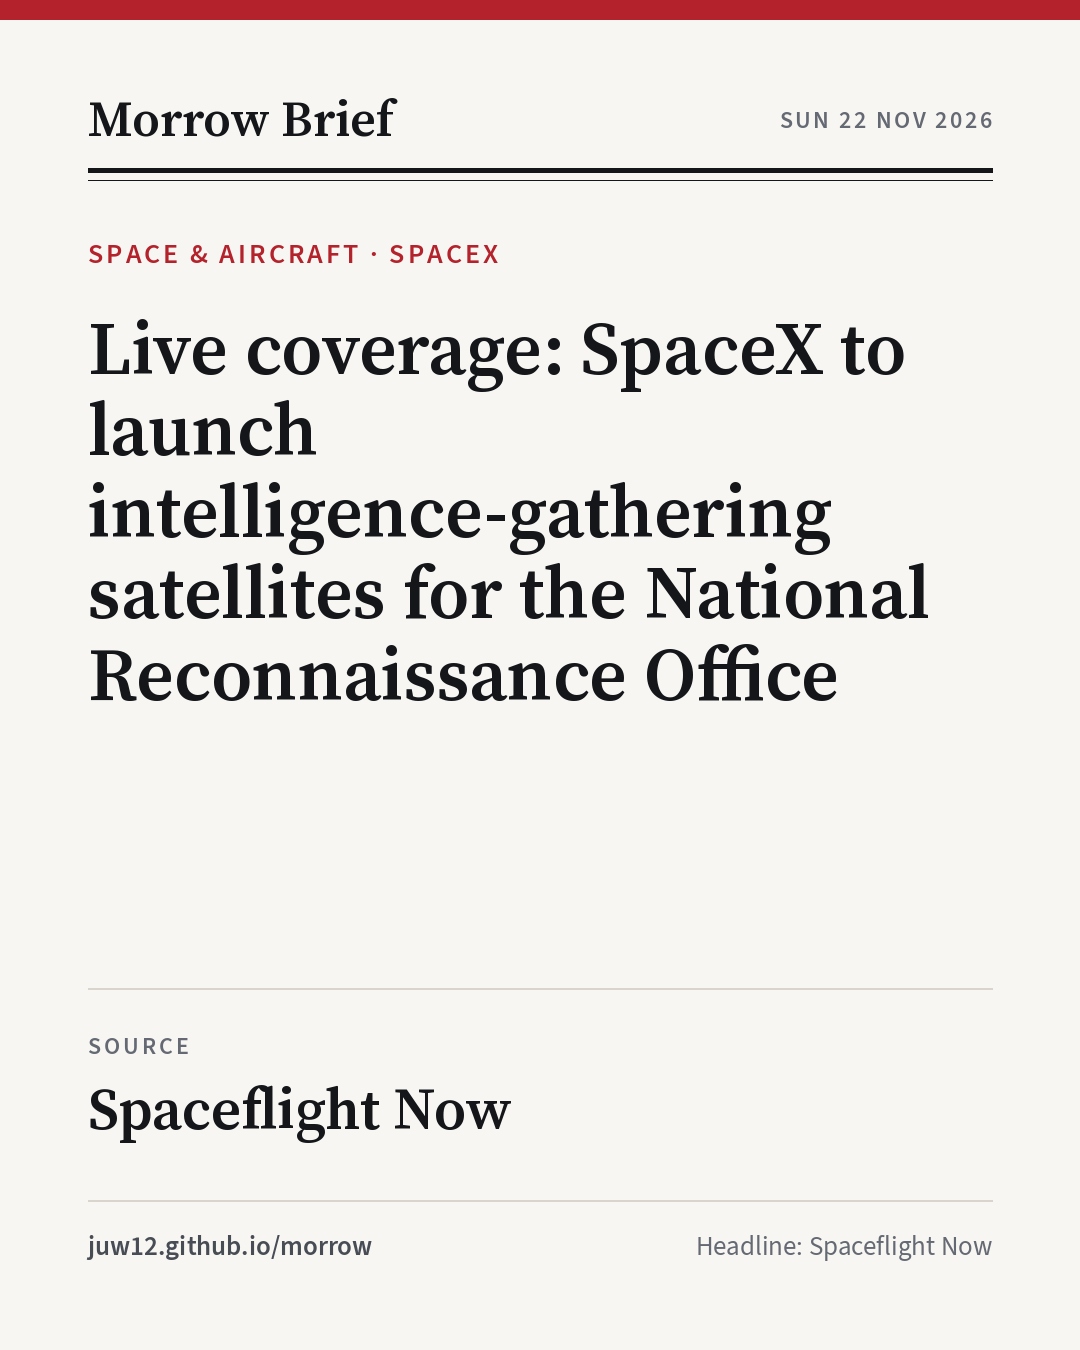 Morrow Brief
SUN 22 NOV 2026
SPACE & AIRCRAFT · SPACEX
Live coverage: SpaceX to
launch
intelligence-gathering
satellites for the National
Reconnaissance Office
SOURCE
Spaceflight Now
juw12.github.io/morrow
Headline: Spaceflight Now